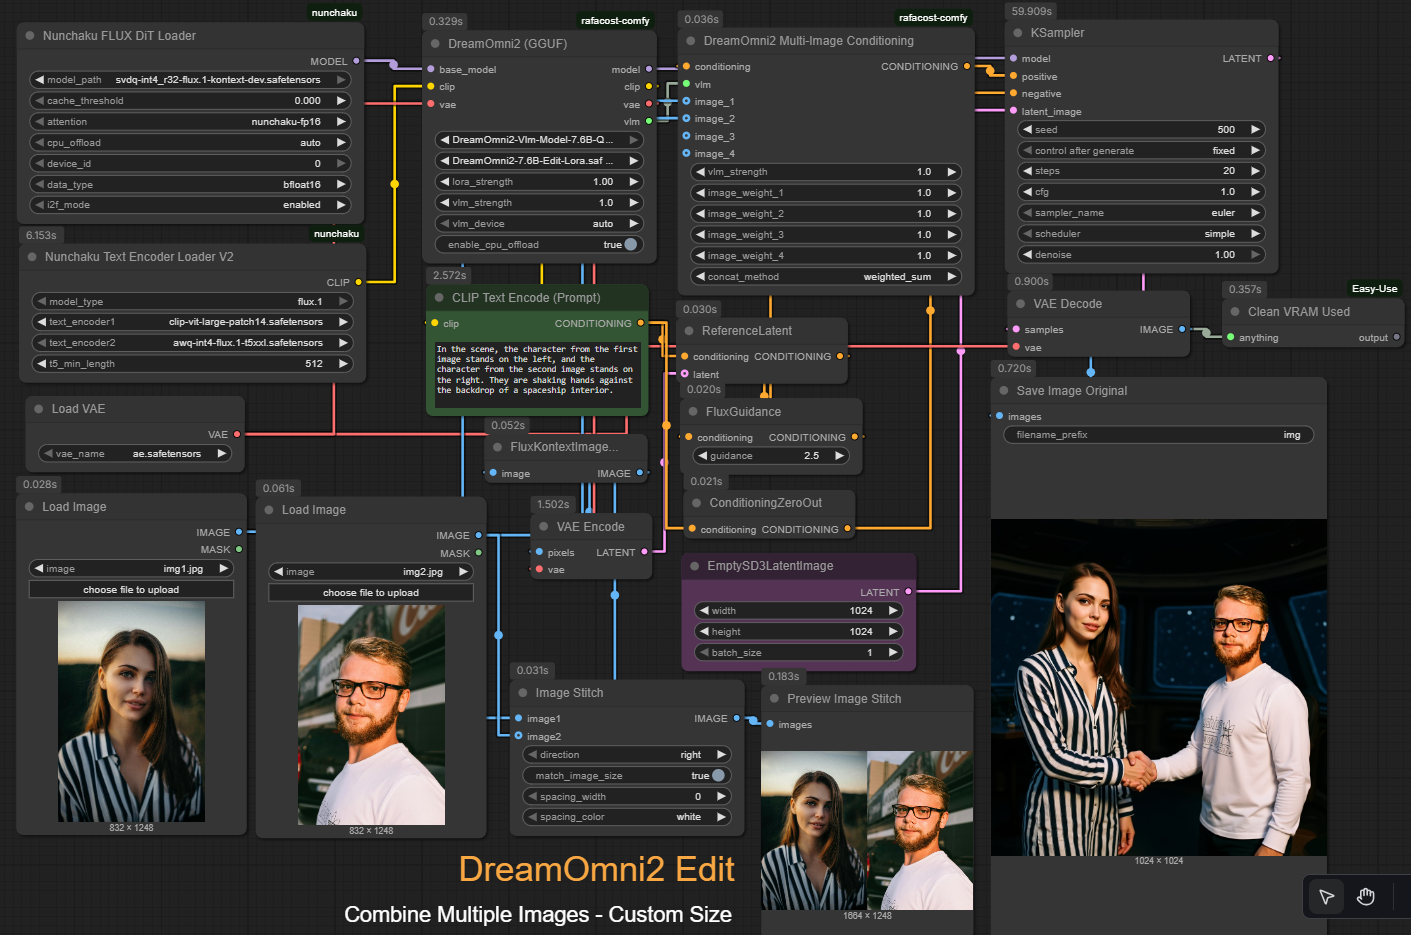 nunchaku
Nunchaku FLUX DiT Loader
MODEL
model_path svdq-int4_r32-flux.1-kontext-dev.safetensors
cache_threshold 0.000
attention nunchaku-fp16
cpu_offload auto
device_id 0
data_type bfloat16
i2f_mode enabled
6.153s
nunchaku
Nunchaku Text Encoder Loader V2
CLIP
model_type flux.1
text_encoder1 clip-vit-large-patch14.safetensors
text_encoder2 awq-int4-flux.1-t5xxl.safetensors
t5_min_length 512
Load VAE
VAE
vae_name ae.safetensors
0.028s
Load Image
IMAGE
MASK
image img1.jpg
choose file to upload
832 × 1248
0.061s
Load Image
IMAGE
MASK
image img2.jpg
choose file to upload
832 × 1248
0.329s
rafacost-comfy
DreamOmni2 (GGUF)
base_model model
clip clip
vae vae
vlm
DreamOmni2-Vlm-Model-7.6B-Q ...
DreamOmni2-7.6B-Edit-Lora.saf ...
lora_strength 1.00
vlm_strength 1.0
vlm_device auto
enable_cpu_offload true
2.572s
CLIP Text Encode (Prompt)
clip CONDITIONING
In the scene, the character from the first
image stands on the left, and the
character from the second image stands on
the right. They are shaking hands against
the backdrop of a spaceship interior.
0.052s
FluxKontextImage...
image IMAGE
1.502s
VAE Encode
pixels LATENT
vae
0.031s
Image Stitch
image1 IMAGE
image2
direction right
match_image_size true
spacing_width 0
spacing_color white
0.036s
rafacost-comfy
DreamOmni2 Multi-Image Conditioning
conditioning CONDITIONING
vlm
image_1
image_2
image_3
image_4
vlm_strength 1.0
image_weight_1 1.0
image_weight_2 1.0
image_weight_3 1.0
image_weight_4 1.0
concat_method weighted_sum
0.030s
ReferenceLatent
conditioning CONDITIONING
latent
0.020s
FluxGuidance
conditioning CONDITIONING
guidance 2.5
0.021s
ConditioningZeroOut
conditioning CONDITIONING
EmptySD3LatentImage
LATENT
width 1024
height 1024
batch_size 1
0.183s
Preview Image Stitch
images
1664 × 1248
59.909s
KSampler
model LATENT
positive
negative
latent_image
seed 500
control after generate fixed
steps 20
cfg 1.0
sampler_name euler
scheduler simple
denoise 1.00
0.900s
VAE Decode
samples IMAGE
vae
0.357s
Easy-Use
Clean VRAM Used
anything output
0.720s
Save Image Original
images
filename_prefix img
1024 × 1024
DreamOmni2 Edit
Combine Multiple Images - Custom Size